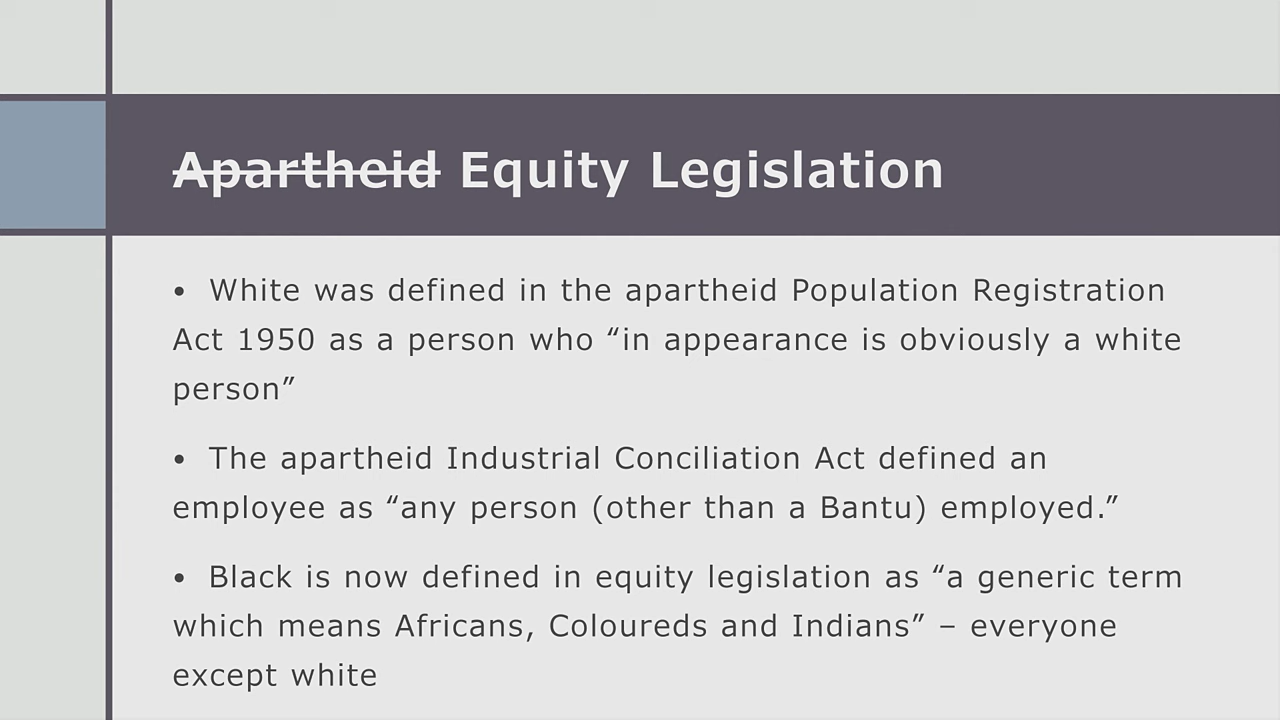 Apartheid Equity Legislation
• White was defined in the apartheid Population Registration
Act 1950 as a person who “in appearance is obviously a white
person”
• The apartheid Industrial Conciliation Act defined an
employee as “any person (other than a Bantu) employed.”
• Black is now defined in equity legislation as “a generic term
which means Africans, Coloureds and Indians” – everyone
except white